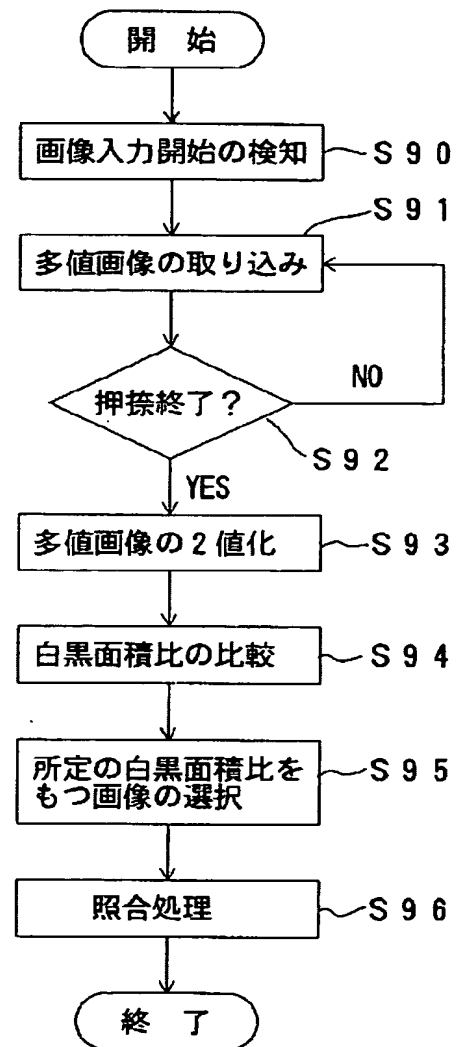 開 始
画像入力開始の検知
S90
S91
多値画像の取り込み
NO
押捺終了?
S92
YES
多値画像の2値化
S93
白黒面積比の比較
S94
所定の白黒面積比を
もつ画像の選択
S95
照合処理
S96
終 了